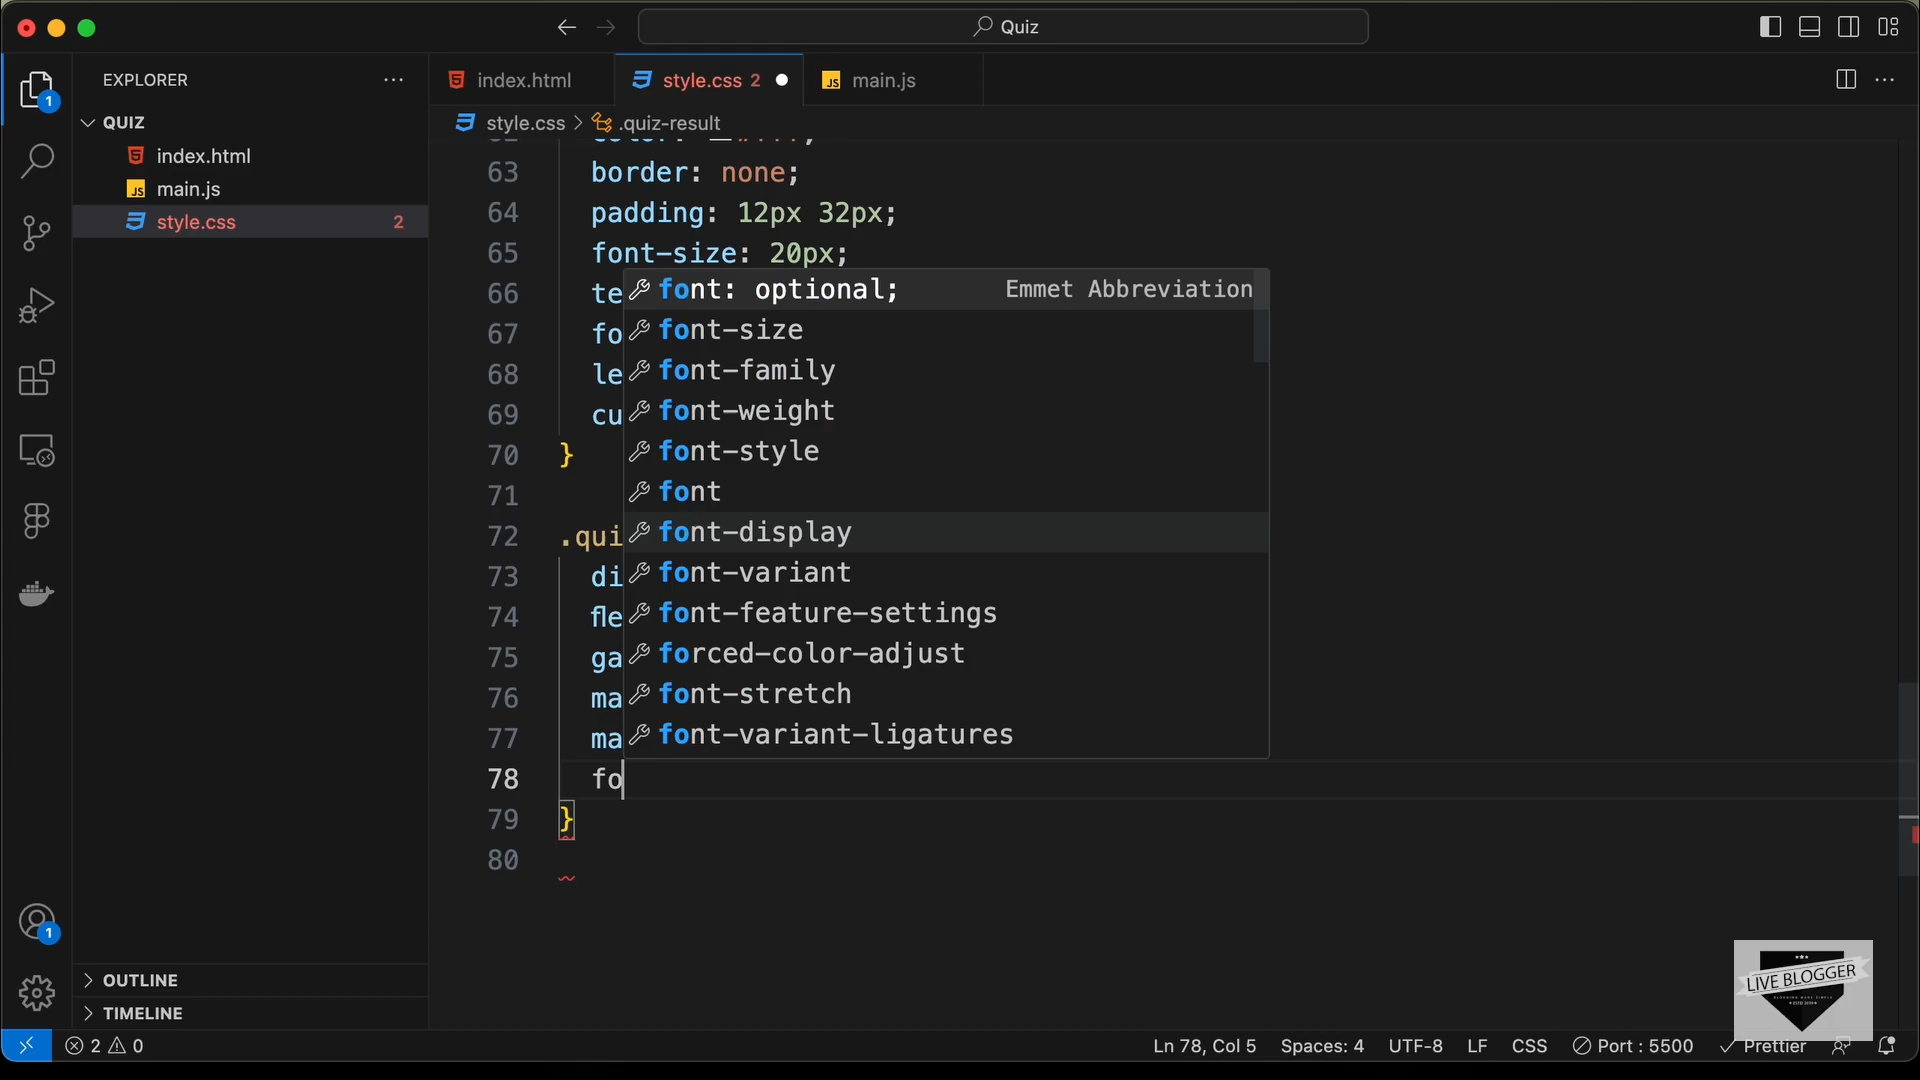 Quiz
EXPLORER
QUIZ
index.html
main.js
style.css 2
OUTLINE
TIMELINE
index.html
style.css 2
main.js
style.css > .quiz-result
63 border: none;
64 padding: 12px 32px;
65 font-size: 20px;
66 te
67 fo
68 le
69 cu
70 }
71
72 .qui
73 di
74 fle
75 ga
76 ma
77 ma
78 fo
79 }
80
font: optional; Emmet Abbreviation
font-size
font-family
font-weight
font-style
font
font-display
font-variant
font-feature-settings
forced-color-adjust
font-stretch
font-variant-ligatures
1
1
LIVE BLOGGER
2 0
Ln 78, Col 5
Spaces: 4
UTF-8
LF
CSS
Port : 5500
Prettier